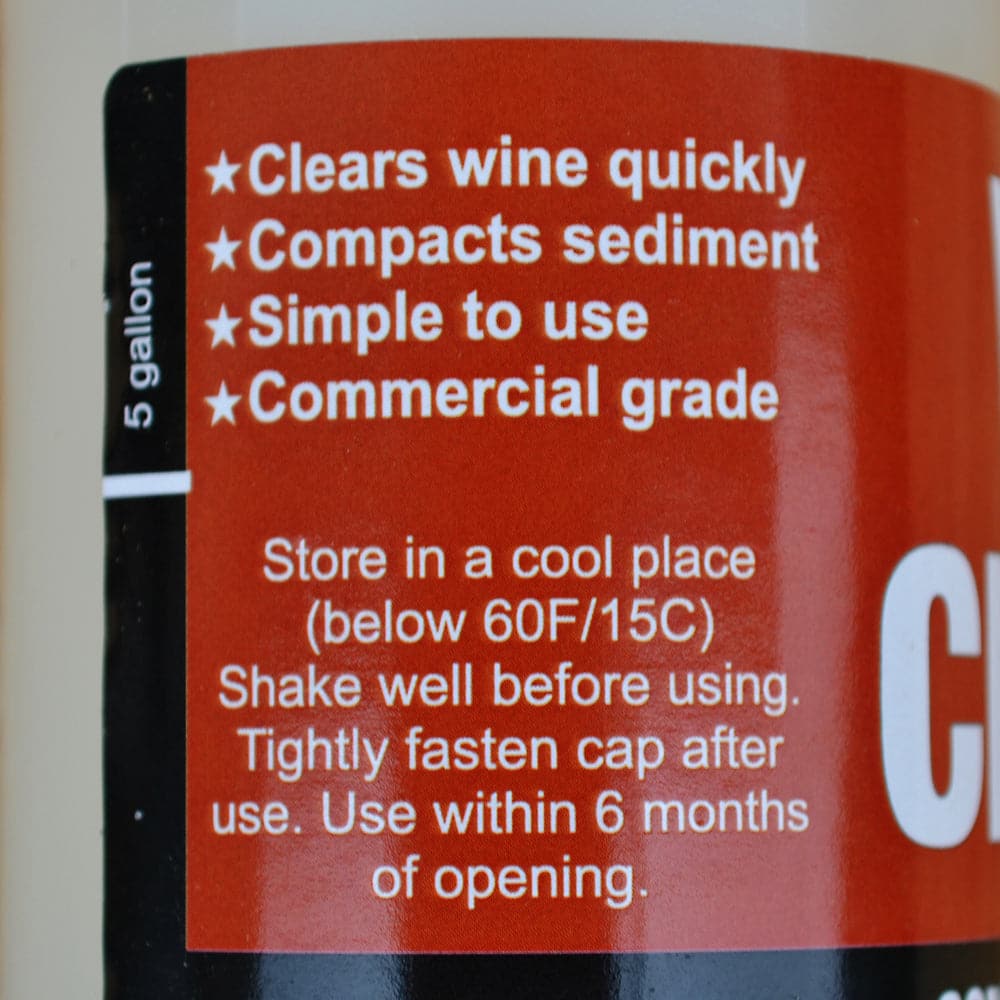 ★Clears wine quickly
★Compacts sediment
★Simple to use
★Commercial grade
5 gallon
Store in a cool place
(below 60F/15C)
Shake well before using.
Tightly fasten cap after
use. Use within 6 months
of opening.